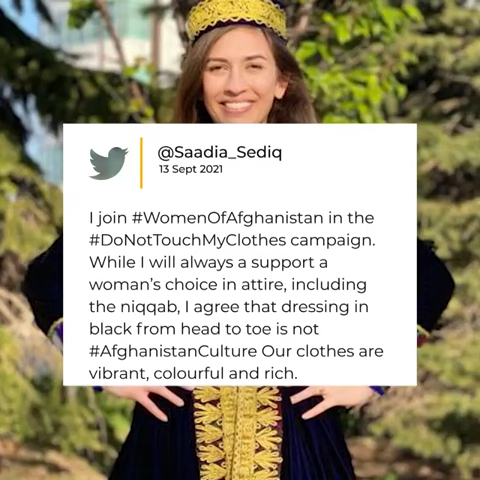 @Saadia_Sediq
13 Sept 2021
I join #WomenOfAfghanistan in the
#DoNotTouchMyClothes campaign.
While I will always a support a
woman's choice in attire, including
the niqqab, I agree that dressing in
black from head to toe is not
#AfghanistanCulture Our clothes are
vibrant, colourful and rich.